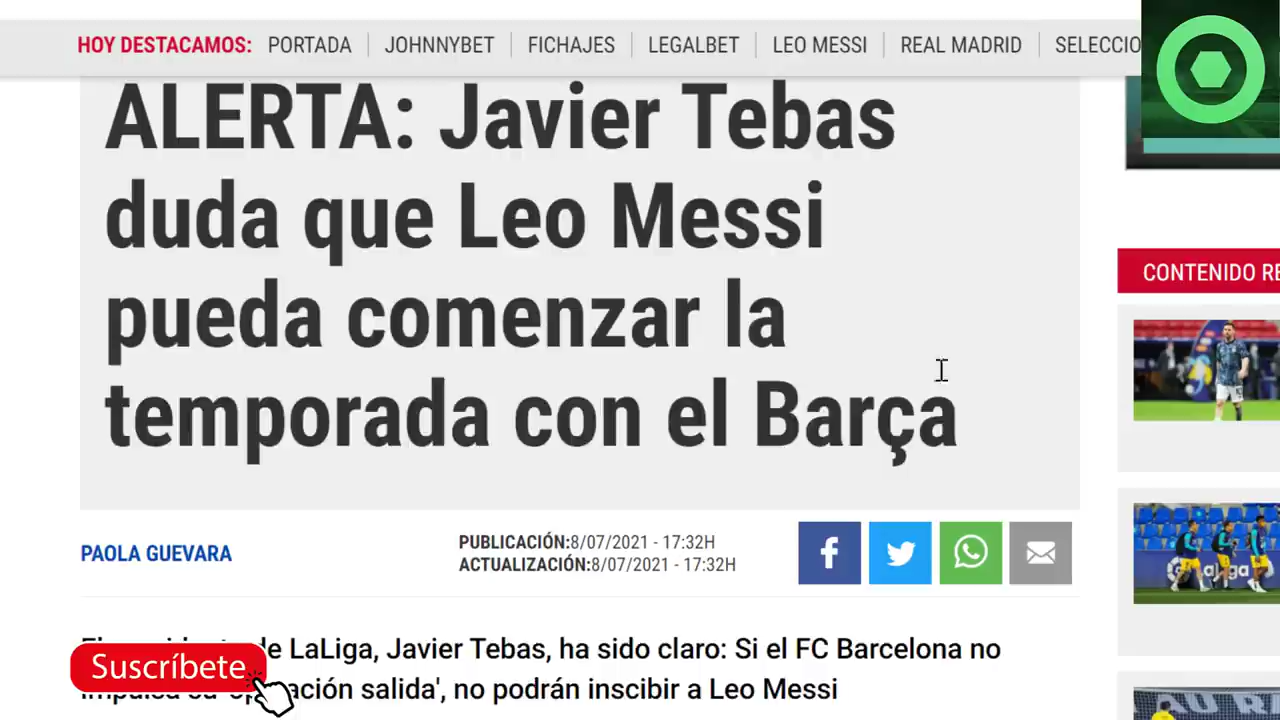 HOY DESTACAMOS: PORTADA JOHNNYBET FICHAJES LEGALBET LEO MESSI REAL MADRID SELECCIO
ALERTA: Javier Tebas
duda que Leo Messi
pueda comenzar la
temporada con el Barça
CONTENIDO RE
PAOLA GUEVARA
PUBLICACIÓN:8/07/2021 - 17:32H
ACTUALIZACIÓN:8/07/2021 - 17:32H
de LaLiga, Javier Tebas, ha sido claro: Si el FC Barcelona no
Suscríbete
salida', no podrán inscibir a Leo Messi